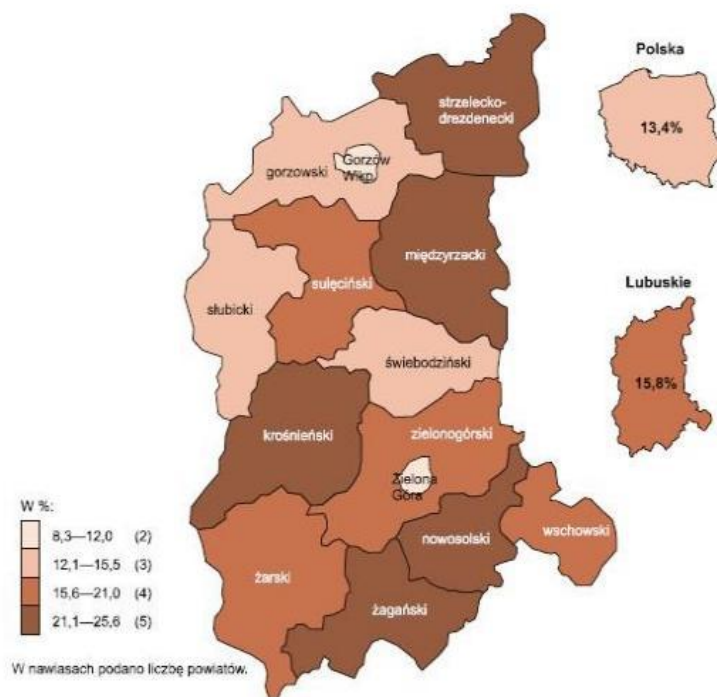 Polska
13,4%
strzelecko-
drezdenecki
Gorzów
Wlkp.
gorzowski
międzyrzecki
sulęciński
słubicki
Lubuskie
15,8%
świebodziński
krośnieński
zielonogórski
Zielona
Góra
nowosolski
wschowski
żarski
żagański
W %:
8,3—12,0 (2)
12,1—15,5 (3)
15,6—21,0 (4)
21,1—25,6 (5)
W nawiasach podano liczbę powiatów.